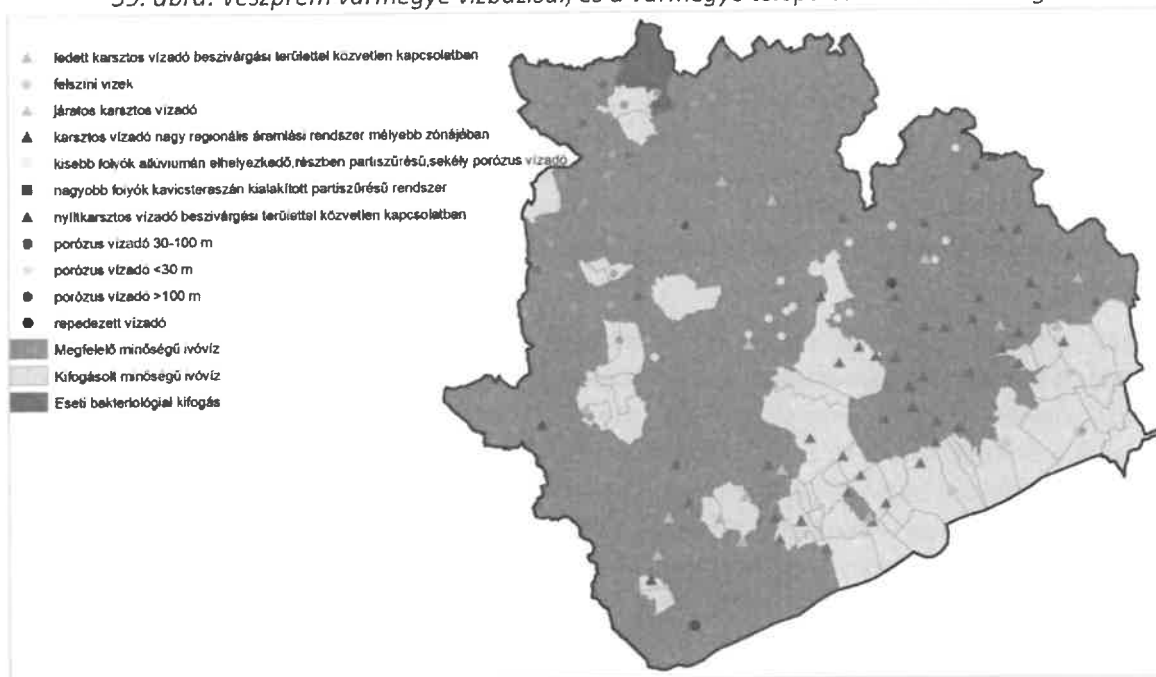 39. ábra: Veszprém vármegye vízbázisai, és a vármegye
fedett karsztos vízadó beszivárgási területtel közvetlen kapcsolatban
felszíni vizek
járatos karsztos vízadó
karsztos vízadó nagy regionális áramlási rendszer mélyebb zónájában
kisebb folyók allúviumán elhelyezkedő,részben partiszűrésű,sekély porózus vízadó
nagyobb folyók kavicsteraszán kialakított partiszűrésű rendszer
nyíltkarsztos vízadó beszivárgási területtel közvetlen kapcsolatban
porózus vízadó 30-100 m
porózus vízadó <30 m
porózus vízadó >100 m
repedezett vízadó
Megfelelő minőségű ivóvíz
Kifogásolt minőségű ivóvíz
Eseti bakteriológiai kifogás